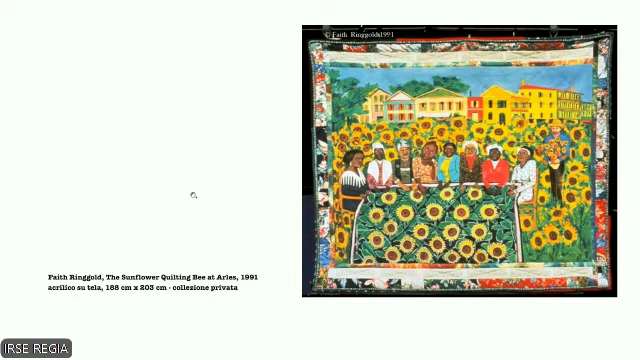 © Faith Ringgold 1991
Faith Ringgold, The Sunflower Quilting Bee at Arles, 1991
acrilico su tela, 188 cm x 203 cm - collezione privata
IRSE REGIA